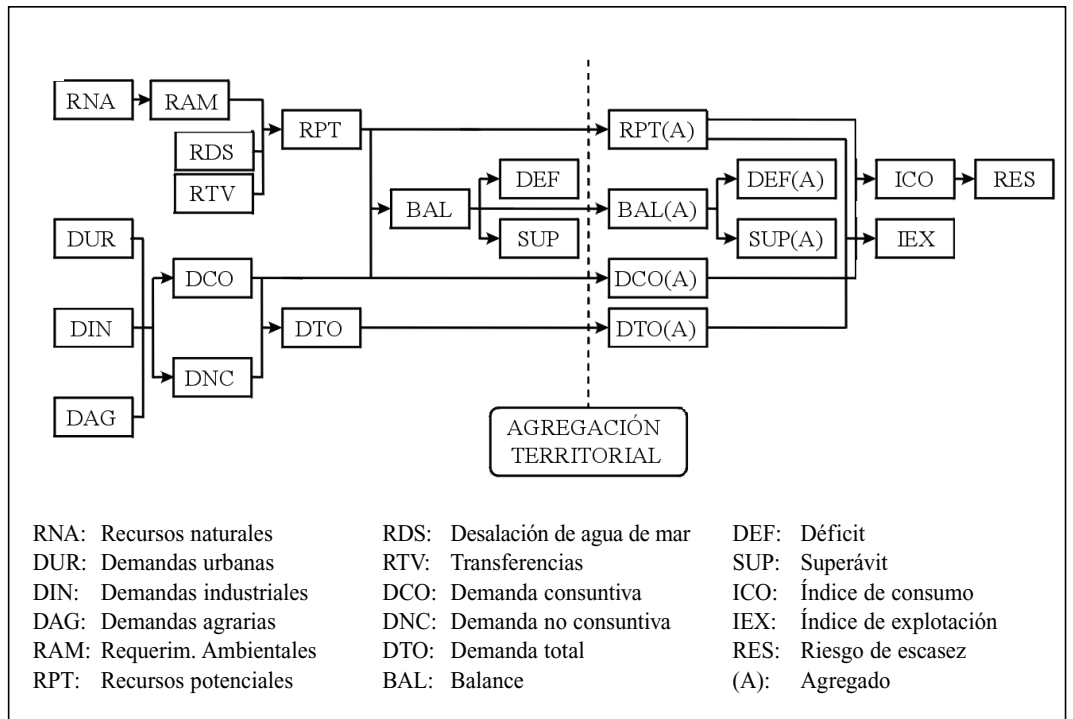 RNA
RAM
RDS
RTV
RPT
RPT(A)
DEF
DEF(A)
BAL
BAL(A)
SUP
SUP(A)
ICO
RES
IEX
DUR
DCO
DCO(A)
DIN
DTO
DTO(A)
DNC
DAG
AGREGACIÓN
TERRITORIAL
RNA: Recursos naturales
DUR: Demandas urbanas
DIN: Demandas industriales
DAG: Demandas agrarias
RAM: Requerim. Ambientales
RPT: Recursos potenciales
RDS: Desalación de agua de mar
RTV: Transferencias
DCO: Demanda consuntiva
DNC: Demanda no consuntiva
DTO: Demanda total
BAL: Balance
DEF: Déficit
SUP: Superávit
ICO: Índice de consumo
IEX: Índice de explotación
RES: Riesgo de escasez
(A): Agregado